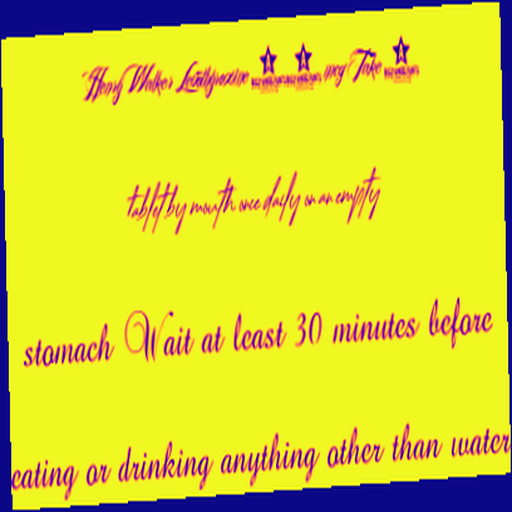 "Henry Walker Levothyroxine mcg Take
tablet by mouth once daily on an empty
stomach Wait at least 30 minutes before
eating or drinking anything other than water